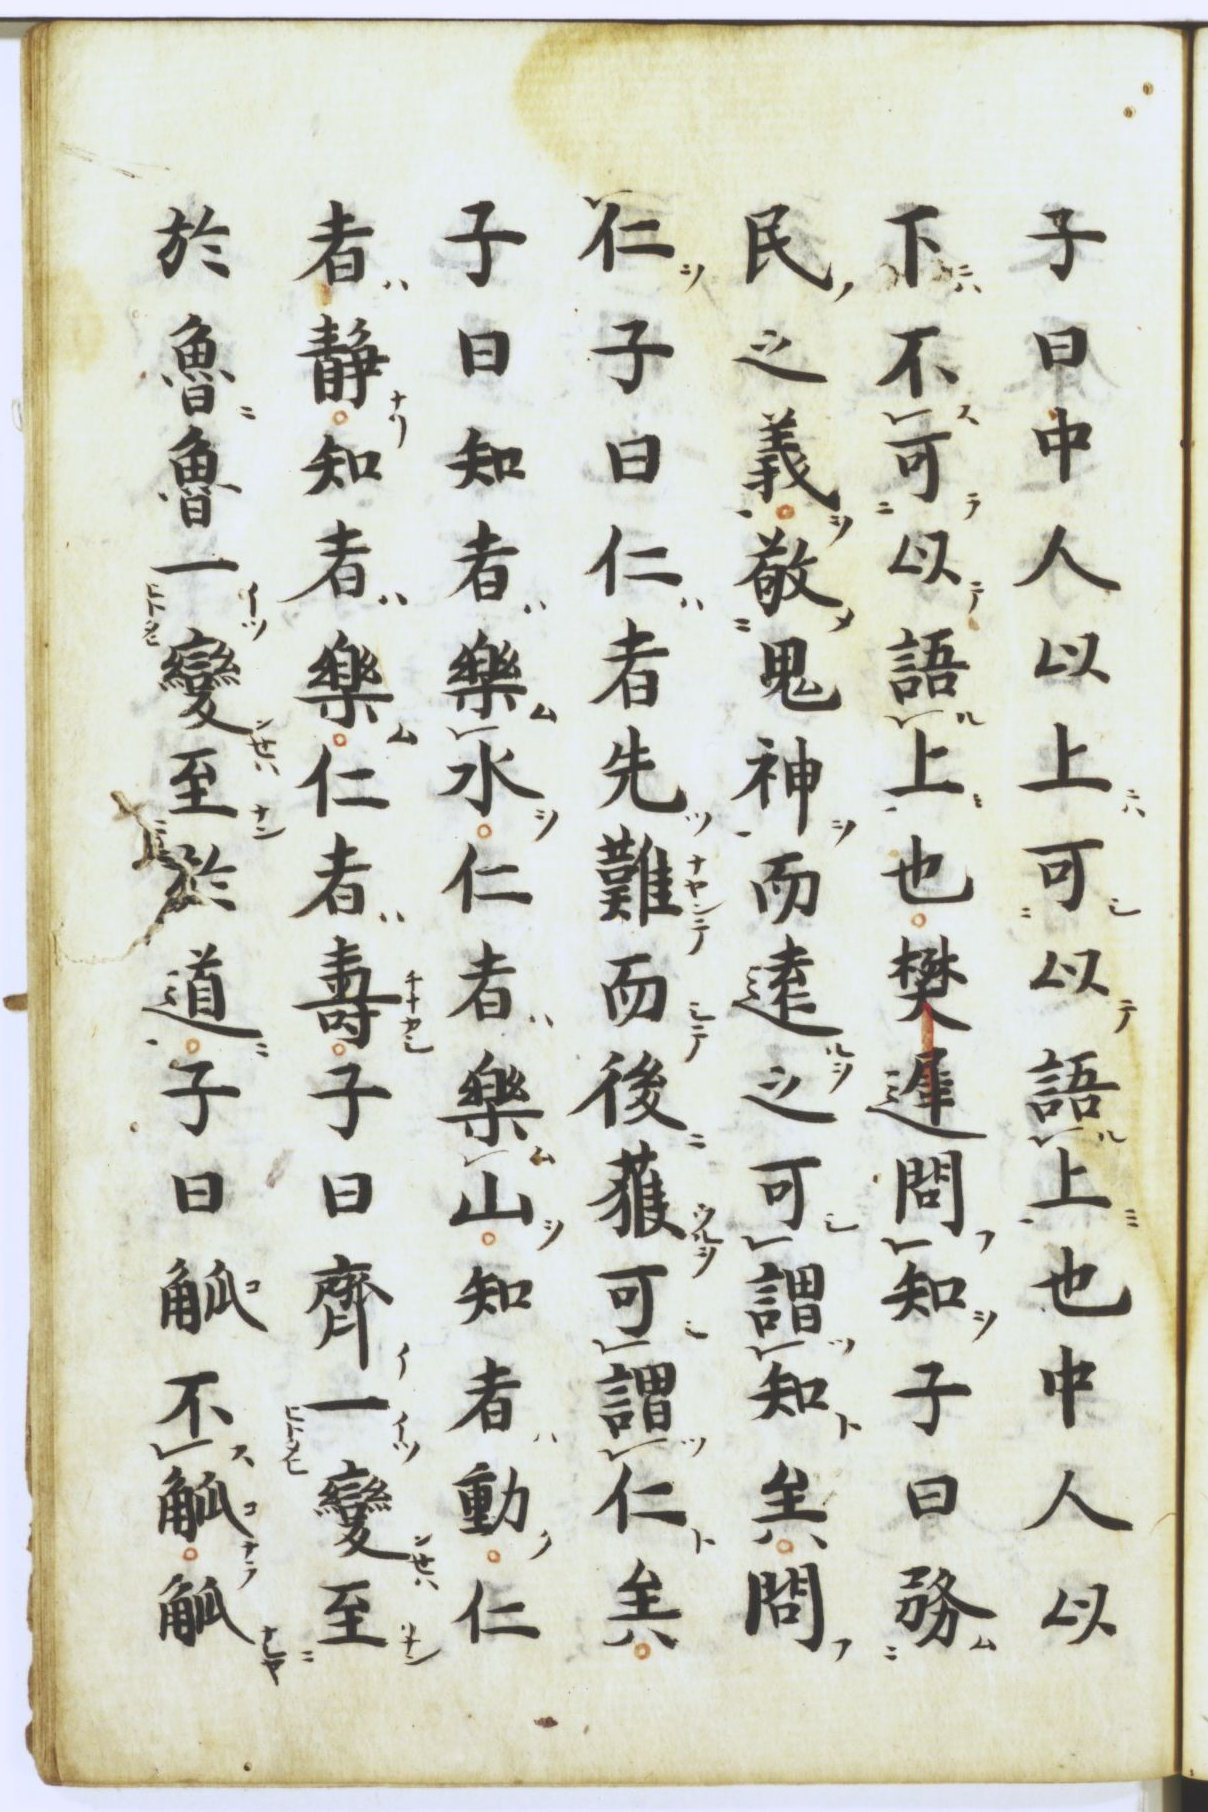 子曰中人以上可以語上也中人以
下不可以語上也樊遲問知子曰務
民之義敬鬼神而遠之可謂知矣問
仁子曰仁者先難而後獲可謂仁矣
子曰知者樂水仁者樂山知者動仁
者靜知者樂仁者壽子曰齊一變至
於魯魯一變至於道子曰觚不觚觚